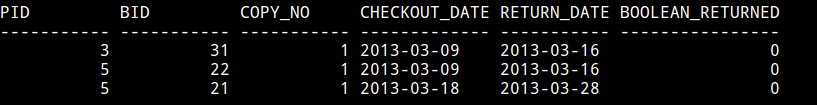 PID BID COPY_NO CHECKOUT_DATE RETURN_DATE BOOLEAN_RETURNED
----------- ----------- ----------- ------------- ----------- ----------------
3 31 1 2013-03-09 2013-03-16 0
5 22 1 2013-03-09 2013-03-16 0
5 21 1 2013-03-18 2013-03-28 0